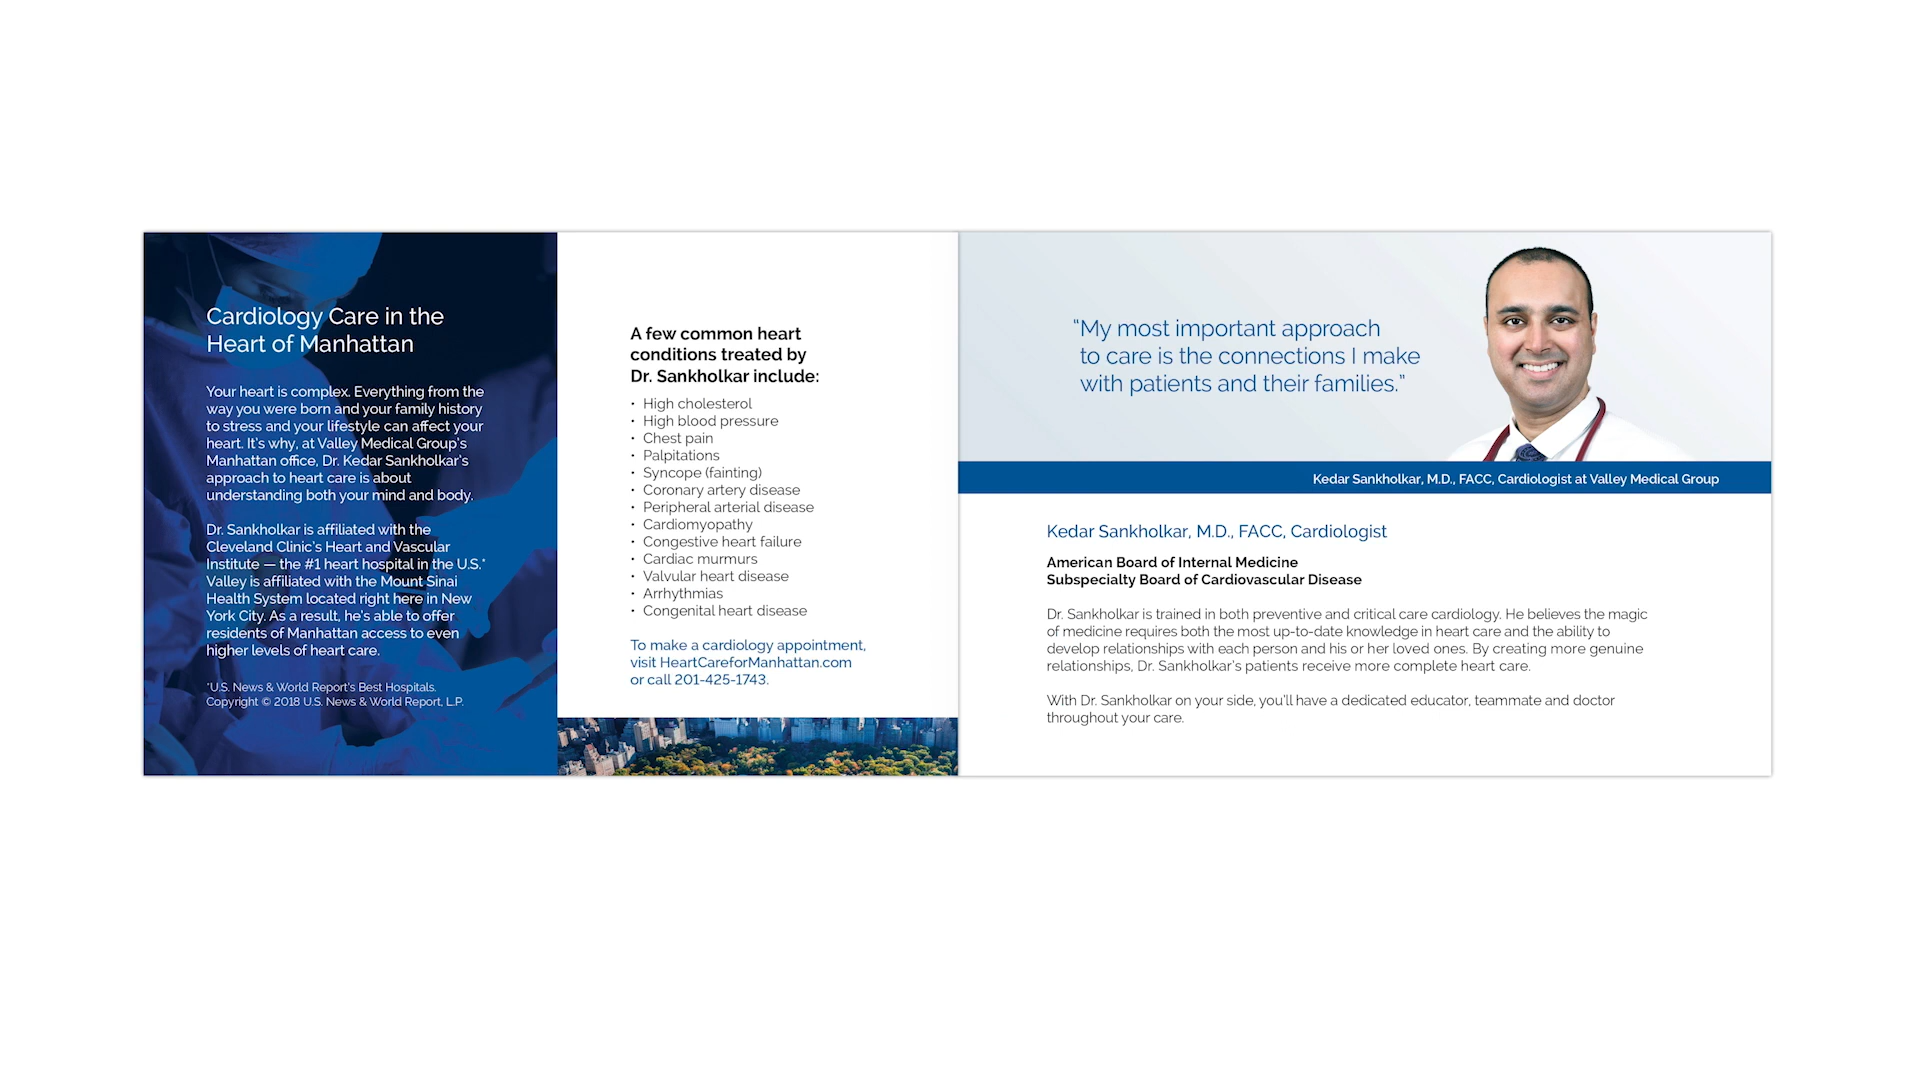 Cardiology Care in the
Heart of Manhattan
Your heart is complex. Everything from the
way you were born and your family history
to stress and your lifestyle can affect your
heart. It's why, at Valley Medical Group's
Manhattan office, Dr. Kedar Sankholkar's
approach to heart care is about
understanding both your mind and body.
Dr. Sankholkar is affiliated with the
Cleveland Clinic's Heart and Vascular
Institute — the #1 heart hospital in the U.S.*
Valley is affiliated with the Mount Sinai
Health System located right here in New
York City. As a result, he's able to offer
residents of Manhattan access to even
higher levels of heart care.
*U.S. News & World Report's Best Hospitals.
Copyright © 2018 U.S. News & World Report, L.P.
A few common heart
conditions treated by
Dr. Sankholkar include:
• High cholesterol
• High blood pressure
• Chest pain
• Palpitations
• Syncope (fainting)
• Coronary artery disease
• Peripheral arterial disease
• Cardiomyopathy
• Congestive heart failure
• Cardiac murmurs
• Valvular heart disease
• Arrhythmias
• Congenital heart disease
To make a cardiology appointment,
visit HeartCareforManhattan.com
or call 201-425-1743.
“My most important approach
to care is the connections I make
with patients and their families.”
Kedar Sankholkar, M.D., FACC, Cardiologist at Valley Medical Group
Kedar Sankholkar, M.D., FACC, Cardiologist
American Board of Internal Medicine
Subspecialty Board of Cardiovascular Disease
Dr. Sankholkar is trained in both preventive and critical care cardiology. He believes the magic
of medicine requires both the most up-to-date knowledge in heart care and the ability to
develop relationships with each person and his or her loved ones. By creating more genuine
relationships, Dr. Sankholkar's patients receive more complete heart care.
With Dr. Sankholkar on your side, you'll have a dedicated educator, teammate and doctor
throughout your care.